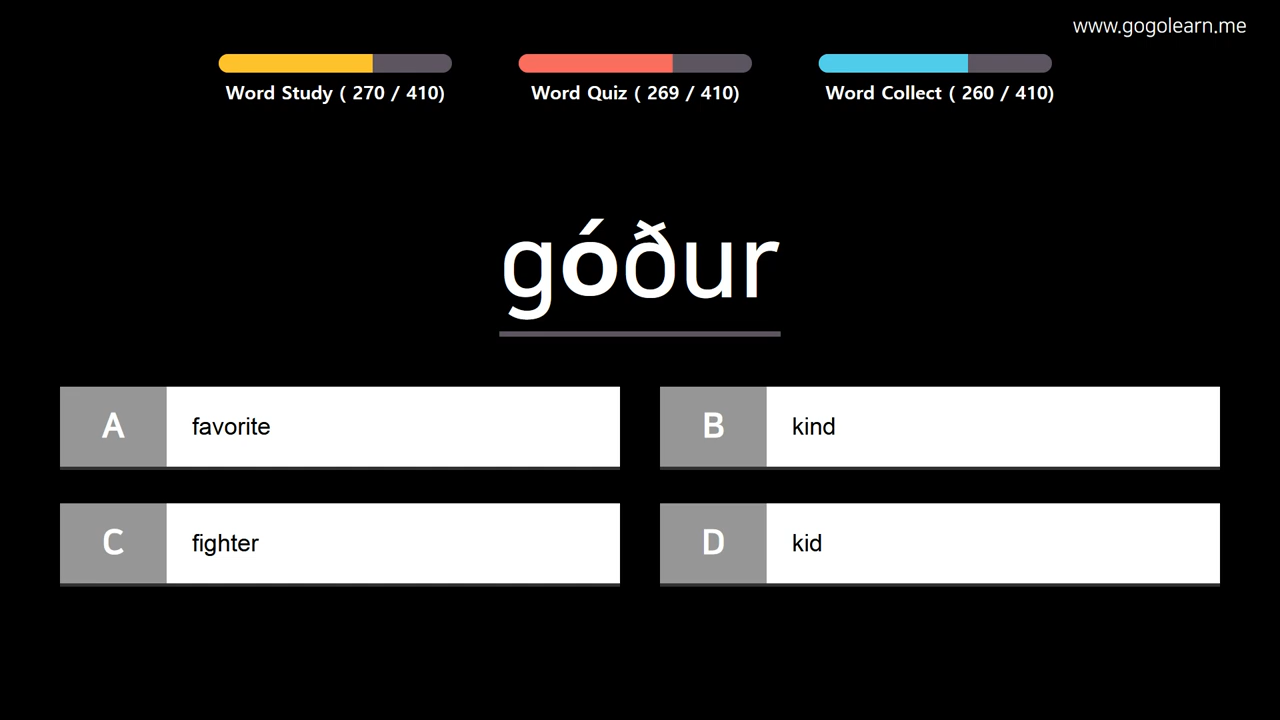 www.gogolearn.me
Word Study ( 270 / 410)
Word Quiz ( 269 / 410)
Word Collect ( 260 / 410)
góður
A favorite
B kind
C fighter
D kid